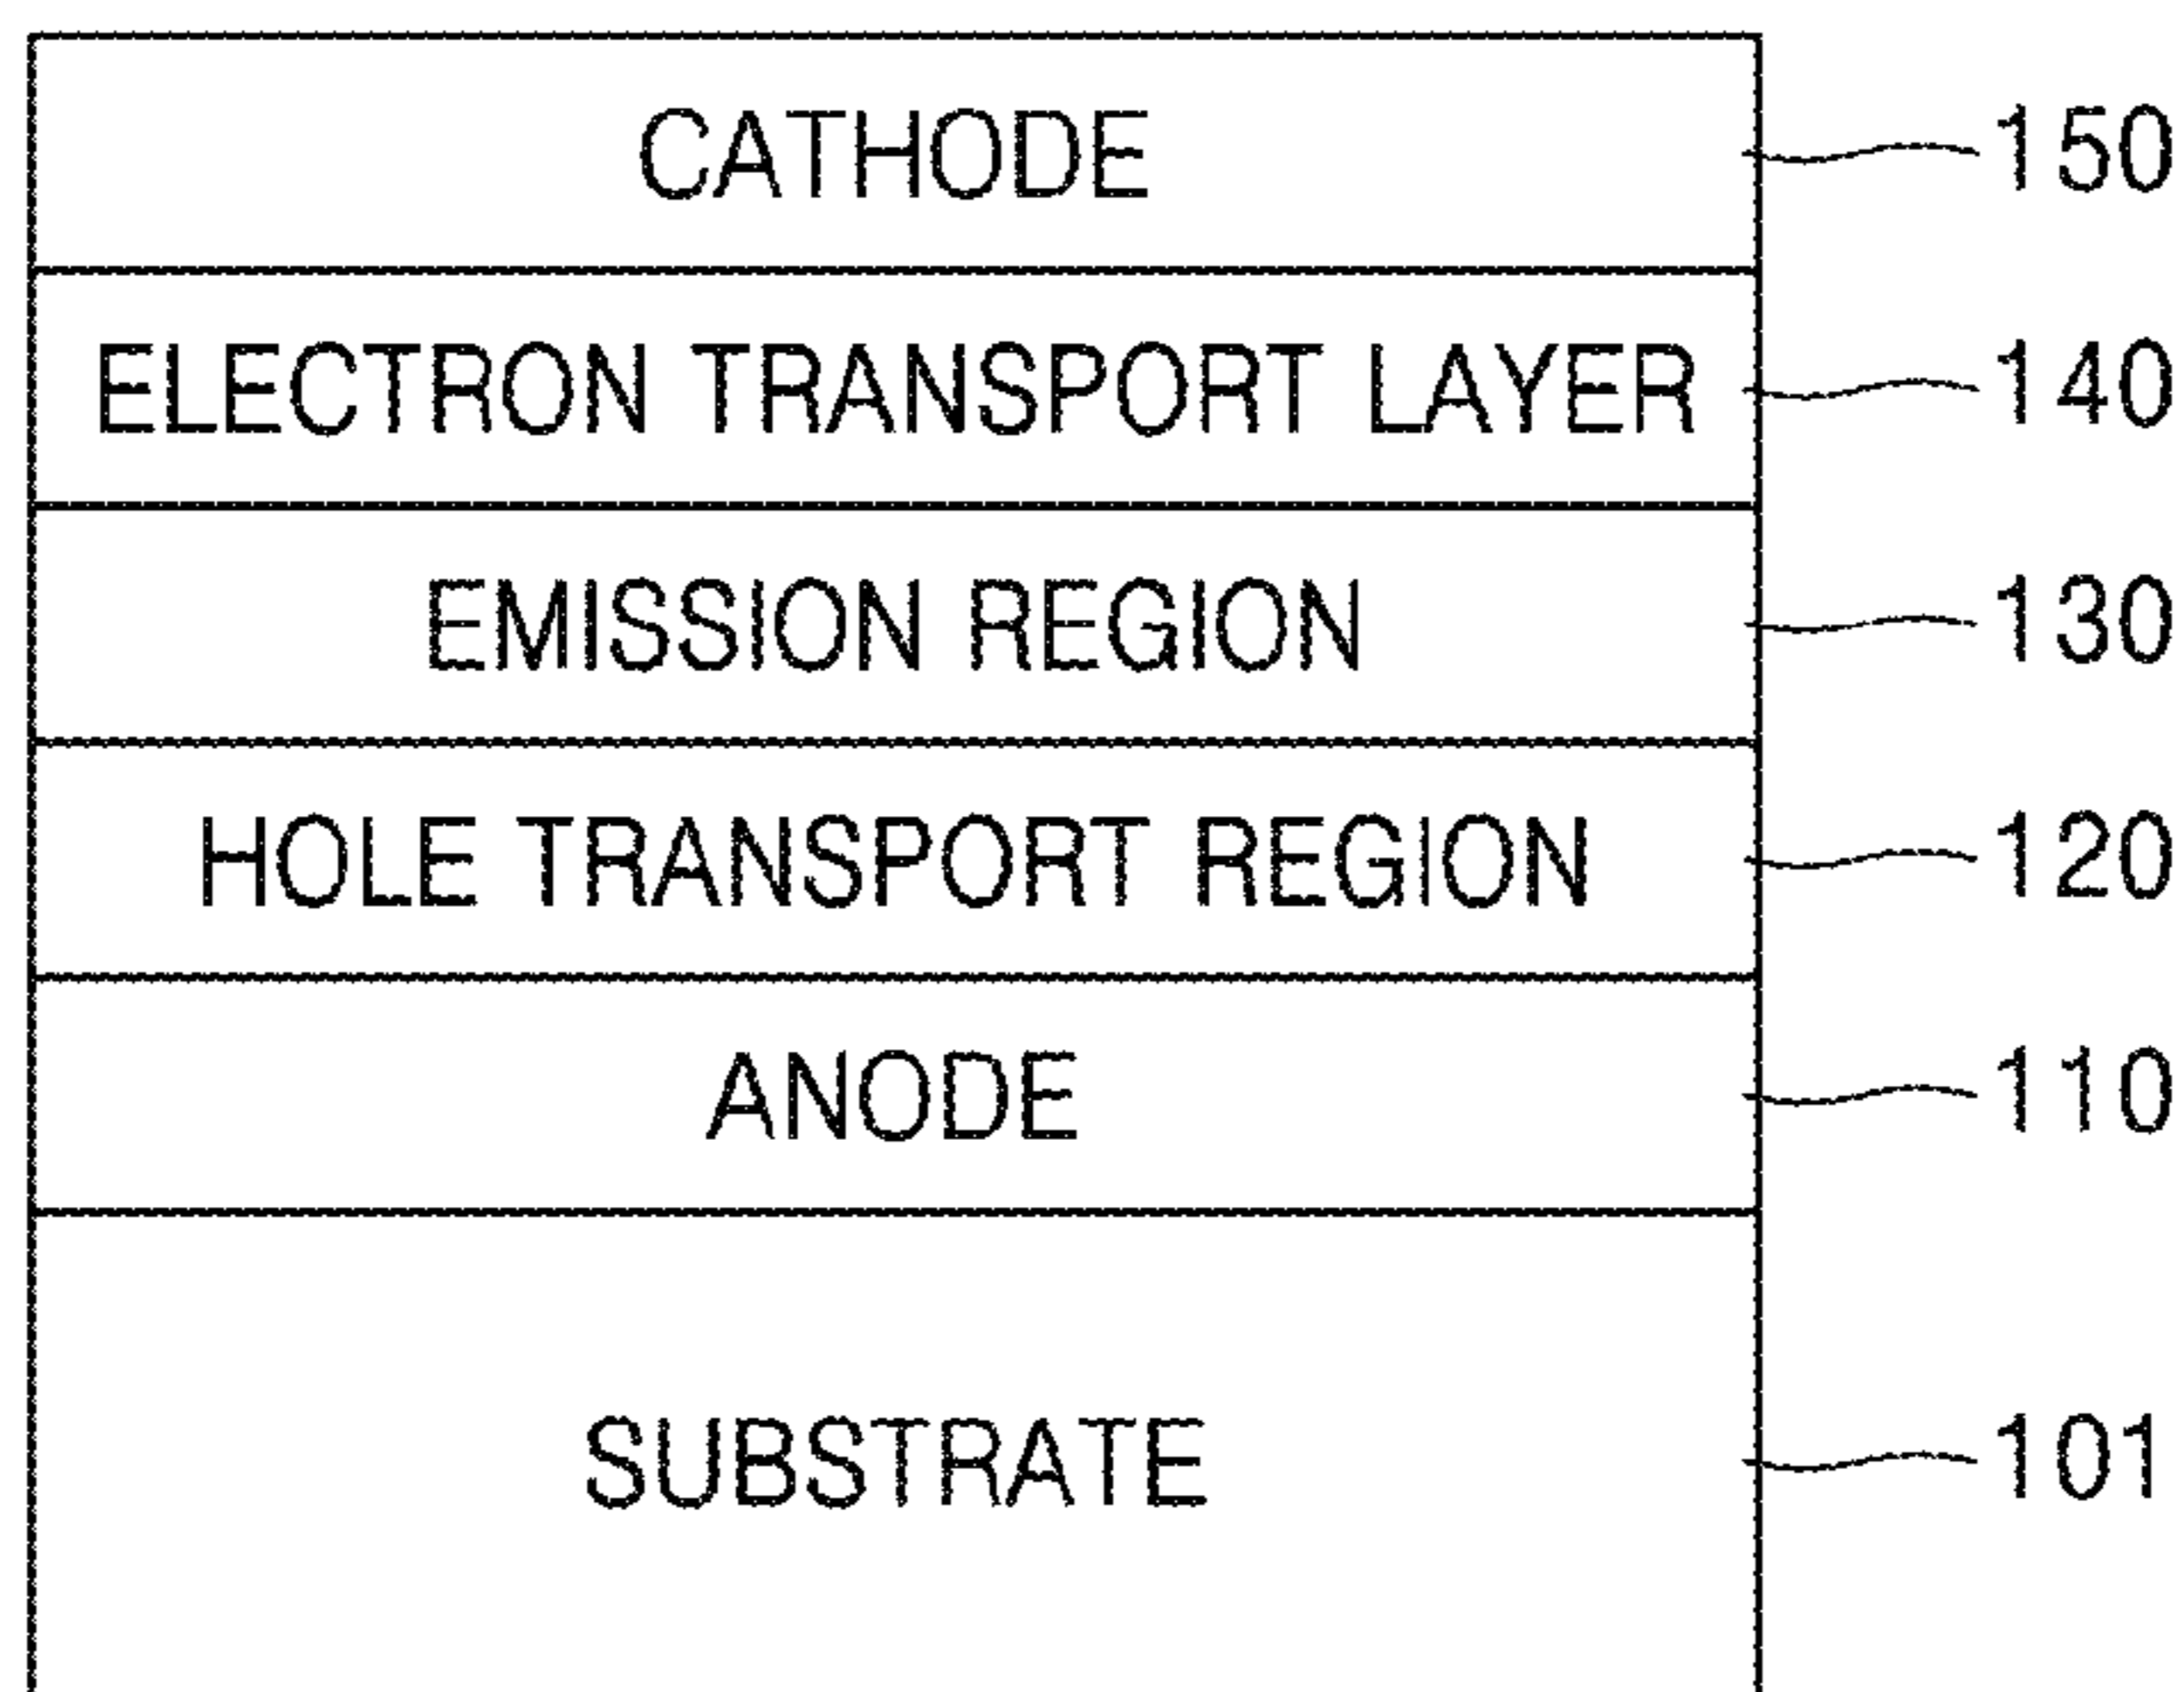 CATHODE 150
ELECTRON TRANSPORT LAYER 140
EMISSION REGION 130
HOLE TRANSPORT REGION 120
ANODE 110
SUBSTRATE 101